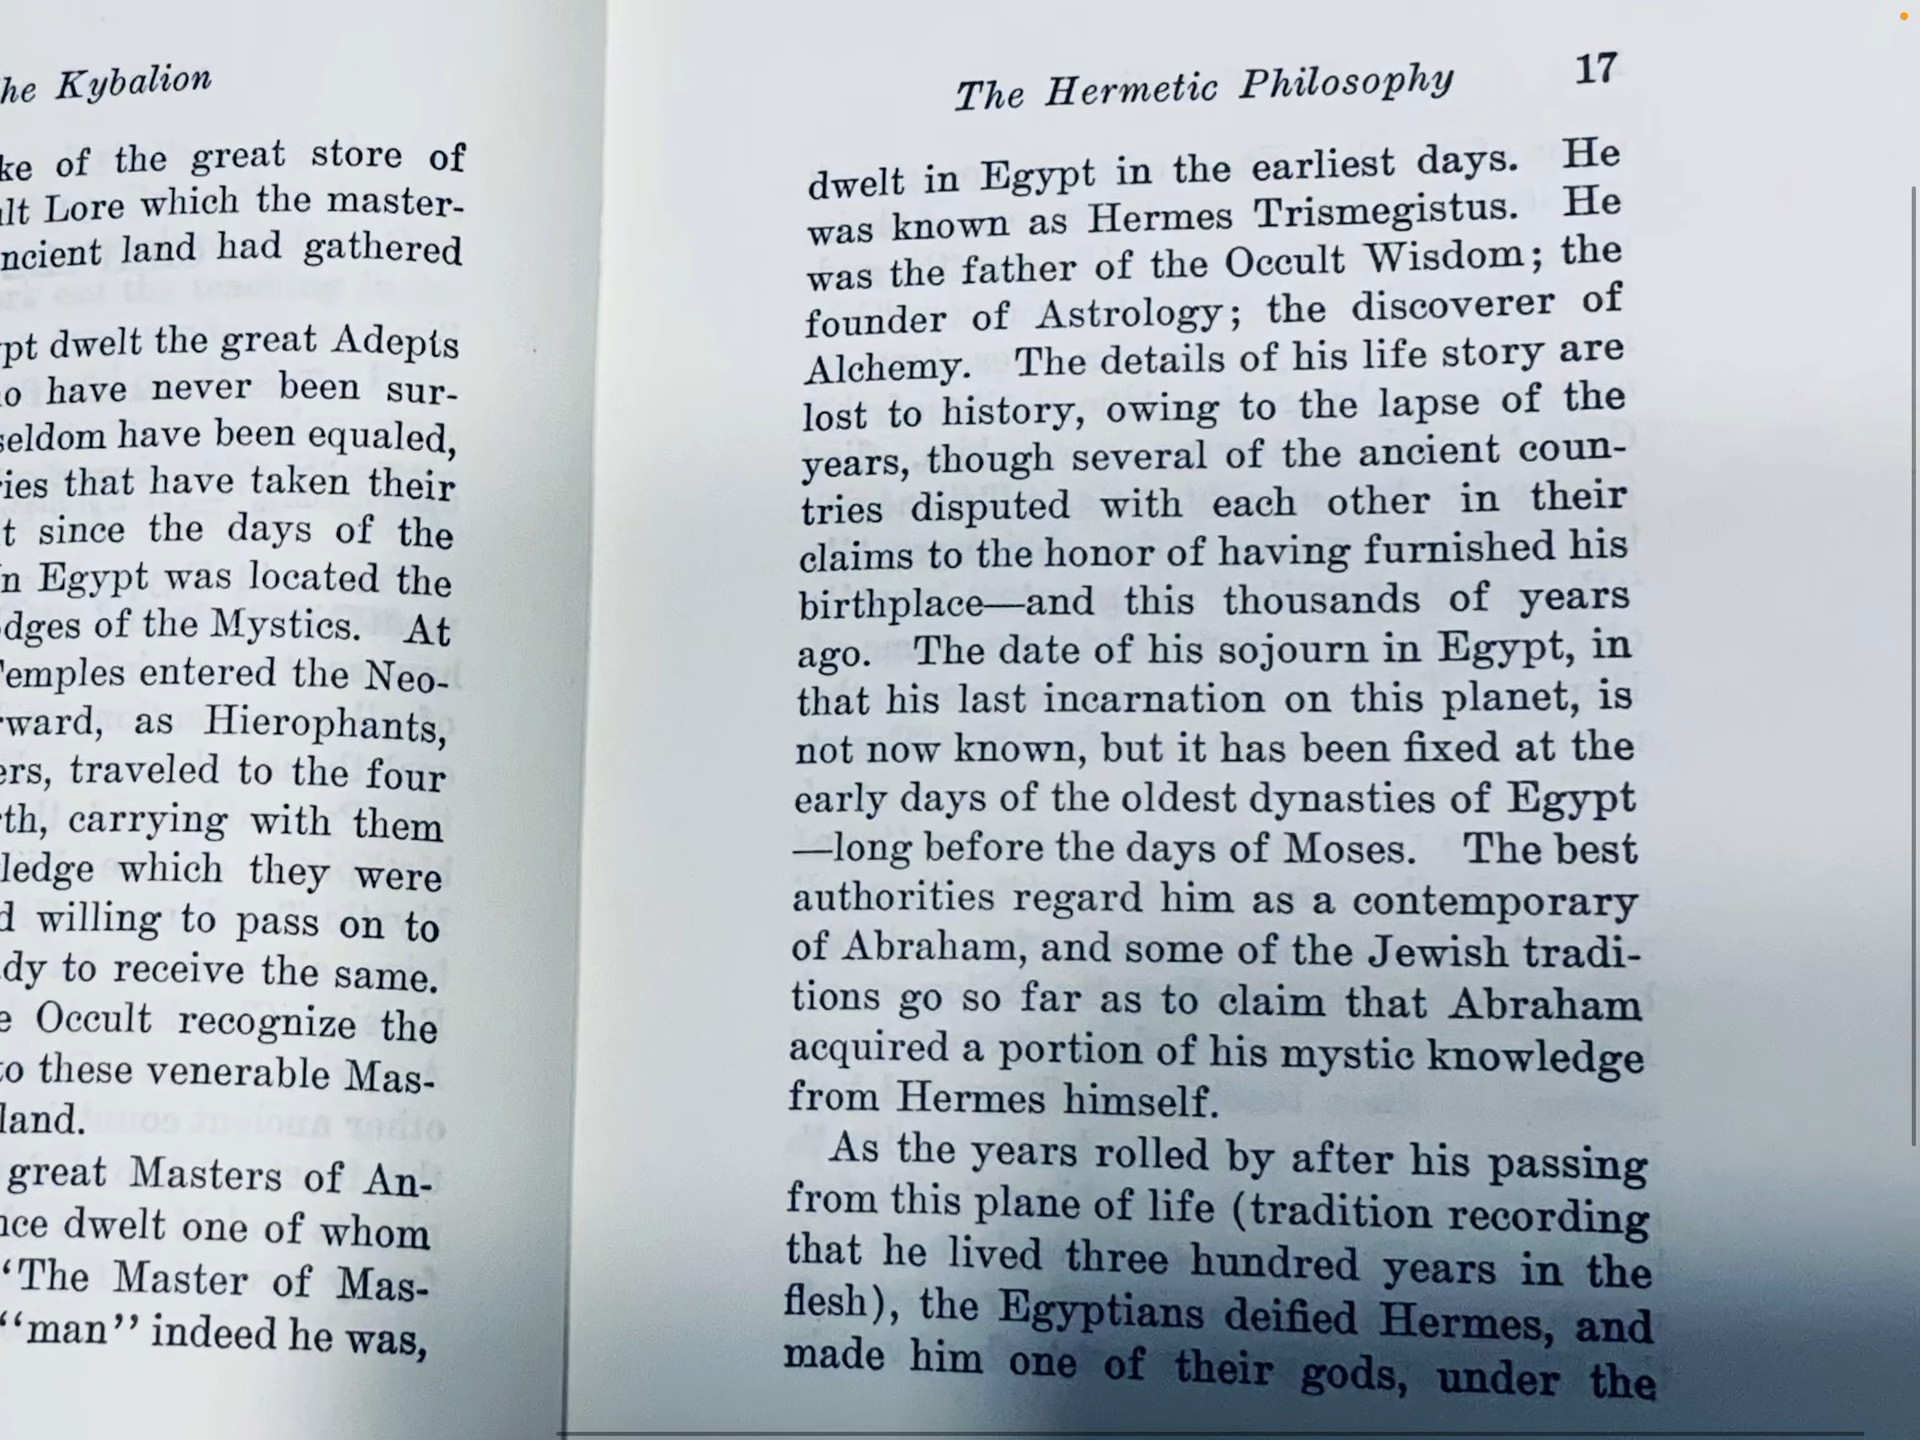 he Kybalion
ke of the great store of
lt Lore which the master-
ncient land had gathered
pt dwelt the great Adepts
o have never been sur-
seldom have been equaled,
ies that have taken their
t since the days of the
n Egypt was located the
dges of the Mystics. At
emples entered the Neo-
ward, as Hierophants,
ers, traveled to the four
th, carrying with them
ledge which they were
d willing to pass on to
dy to receive the same.
e Occult recognize the
to these venerable Mas-
land.
great Masters of An-
nce dwelt one of whom
‘The Master of Mas-
“man” indeed he was,
The Hermetic Philosophy 17
dwelt in Egypt in the earliest days. He
was known as Hermes Trismegistus. He
was the father of the Occult Wisdom; the
founder of Astrology; the discoverer of
Alchemy. The details of his life story are
lost to history, owing to the lapse of the
years, though several of the ancient coun-
tries disputed with each other in their
claims to the honor of having furnished his
birthplace—and this thousands of years
ago. The date of his sojourn in Egypt, in
that his last incarnation on this planet, is
not now known, but it has been fixed at the
early days of the oldest dynasties of Egypt
—long before the days of Moses. The best
authorities regard him as a contemporary
of Abraham, and some of the Jewish tradi-
tions go so far as to claim that Abraham
acquired a portion of his mystic knowledge
from Hermes himself.
As the years rolled by after his passing
from this plane of life (tradition recording
that he lived three hundred years in the
flesh), the Egyptians deified Hermes, and
made him one of their gods, under the